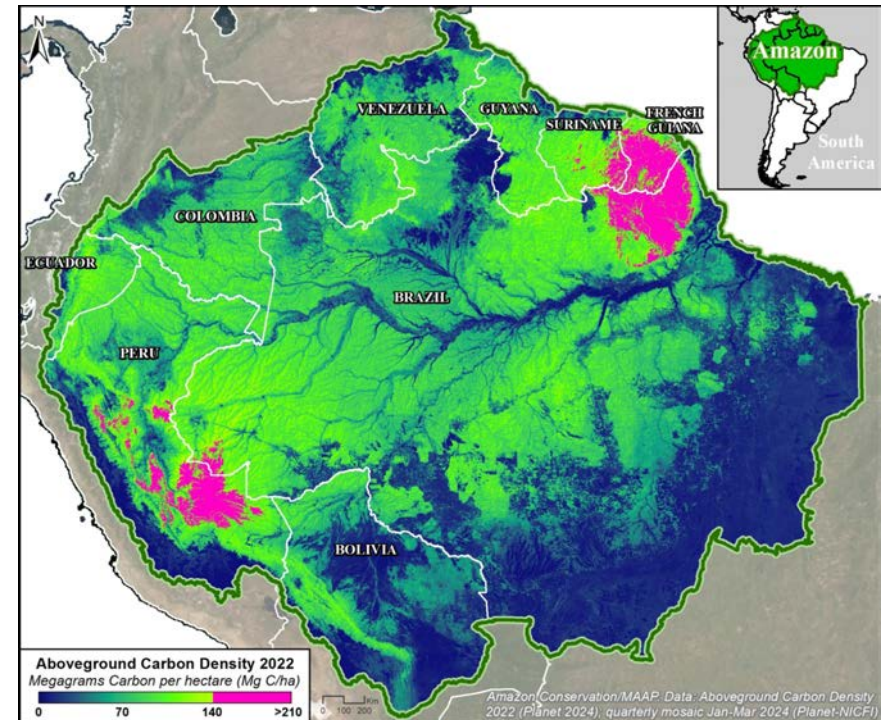 N
Amazon
South
America
VENEZUELA
GUYANA
SURINAME
FRENCH
GUIANA
COLOMBIA
ECUADOR
BRAZIL
PERU
BOLIVIA
Aboveground Carbon Density 2022
Megagrams Carbon per hectare (Mg C/ha)
0 70 140 >210
Km
0 100 200
Amazon Conservation/MAAP. Data: Aboveground Carbon Density
2022 (Planet 2024), quarterly mosaic Jan-Mar 2024 (Planet-NICFI)